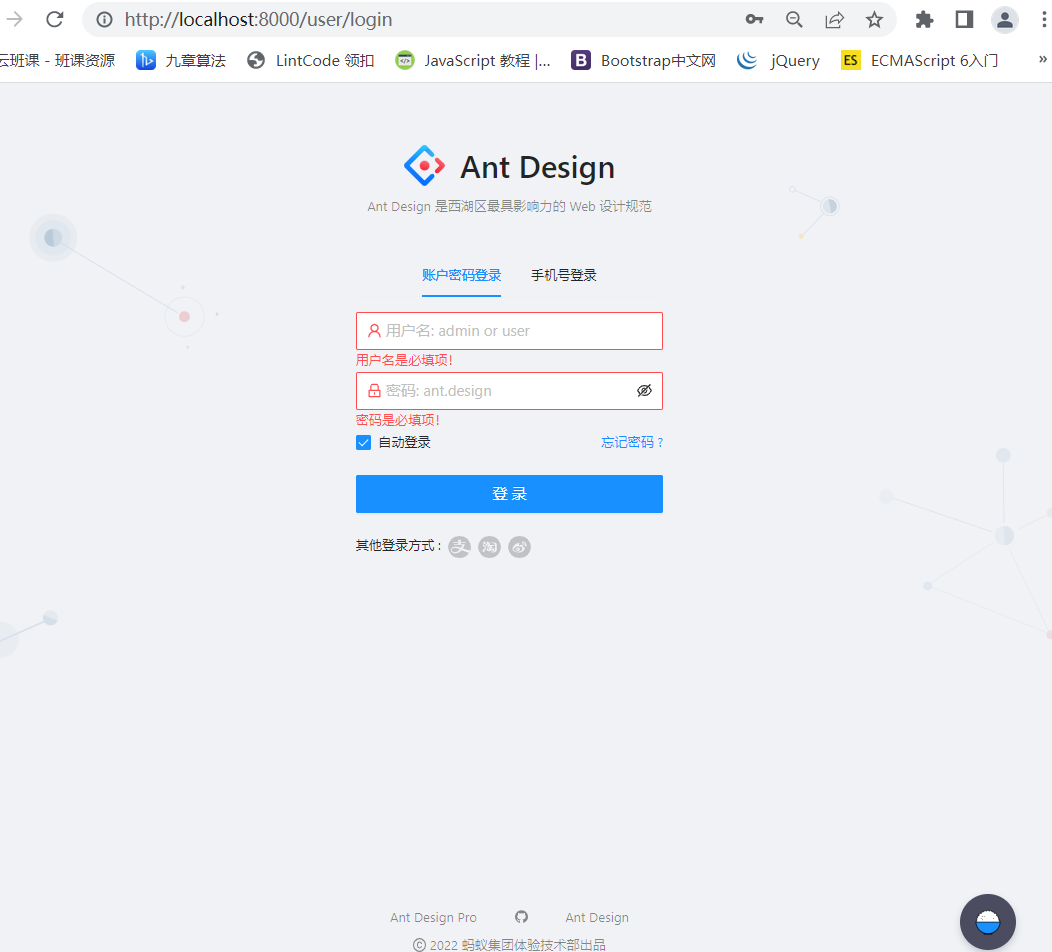 http://localhost:8000/user/login
云班课 - 班课资源 九章算法 LintCode 领扣 JavaScript 教程 |... B Bootstrap中文网 jQuery ES ECMAScript 6入门 »
Ant Design
Ant Design 是西湖区最具影响力的 Web 设计规范
账户密码登录 手机号登录
用户名: admin or user
用户名是必填项!
密码: ant.design
密码是必填项!
自动登录 忘记密码 ?
登 录
其他登录方式 : 支 淘
Ant Design Pro Ant Design
© 2022 蚂蚁集团体验技术部出品